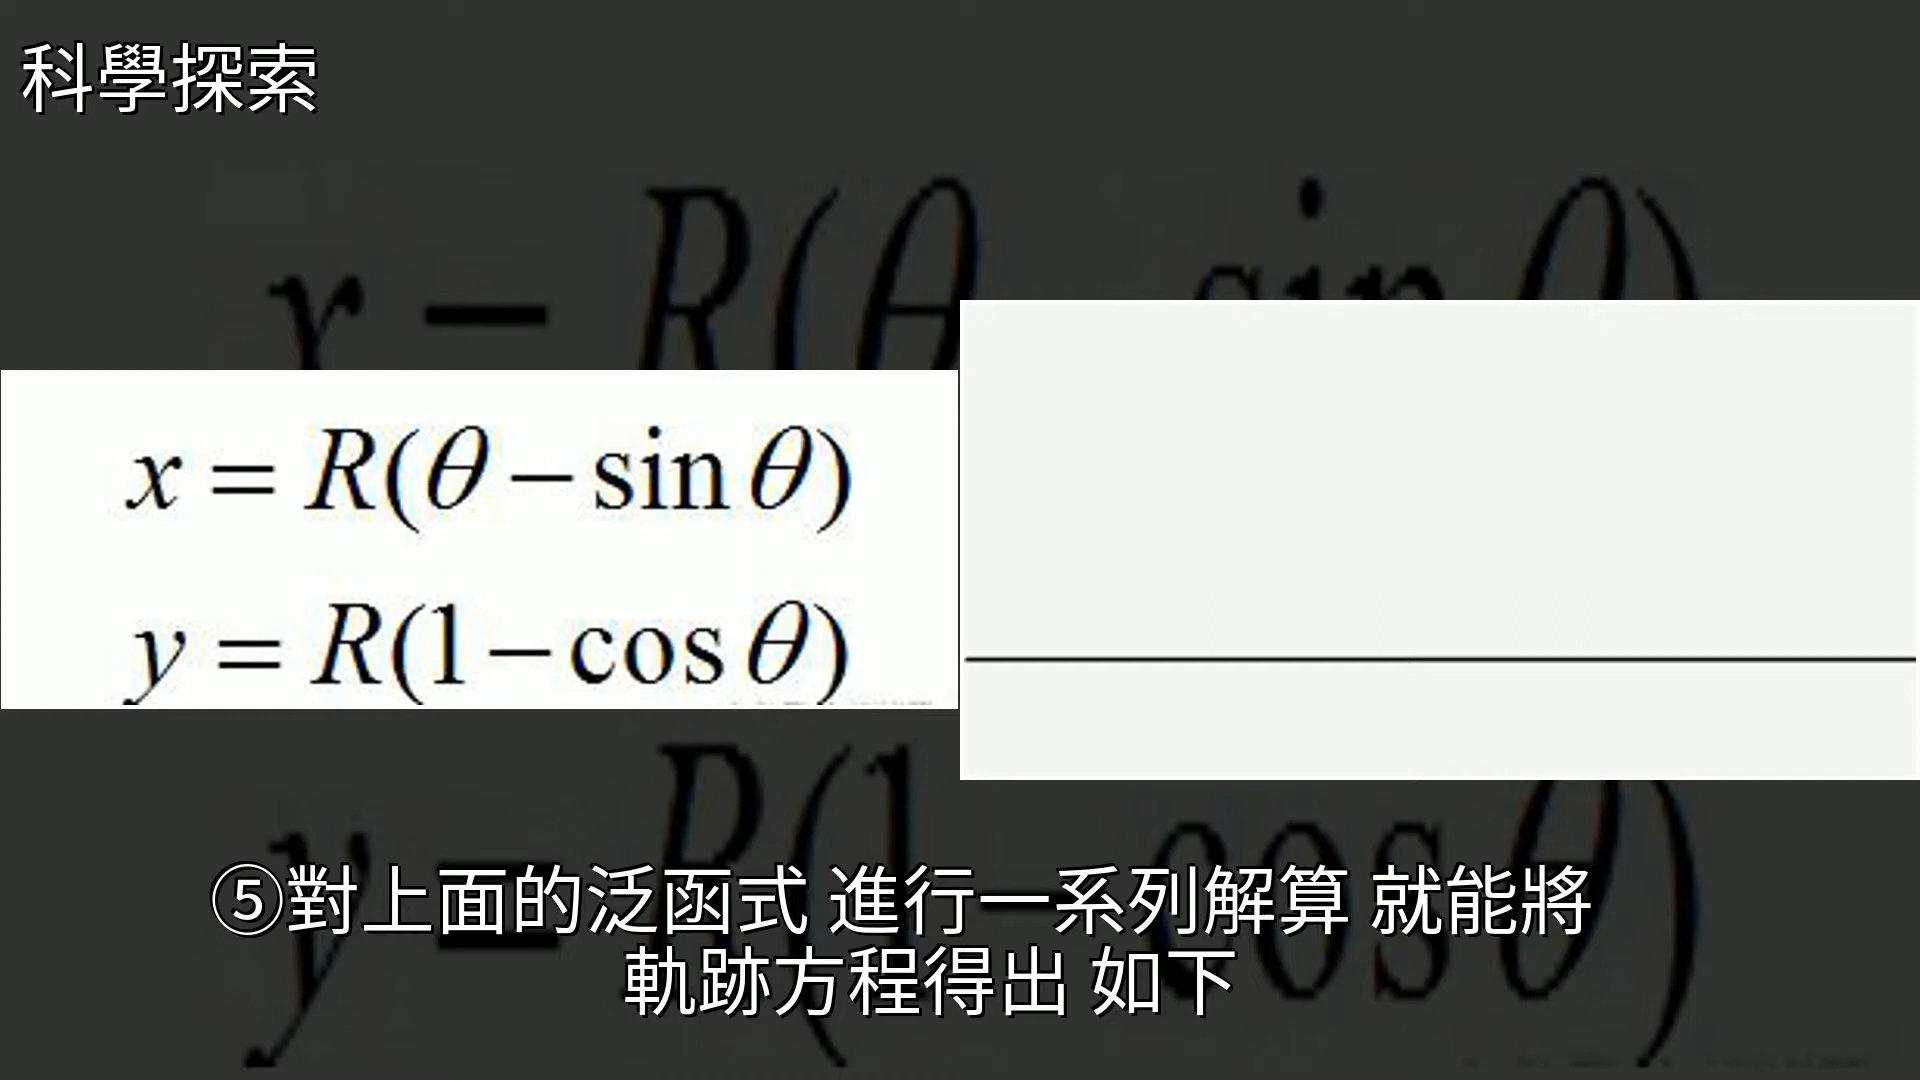 科學探索
x = R(θ − sin θ)
y = R(1 − cos θ)
⑤對上面的泛函式 進行一系列解算 就能將
軌跡方程得出 如下